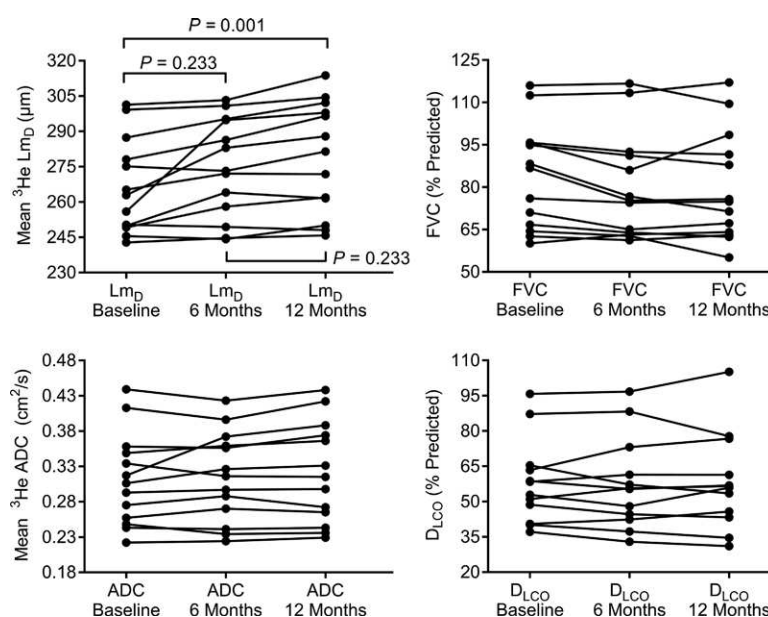 P = 0.001
P = 0.233
Mean ³He Lm_D (µm)
320
305
290
275
260
245
230
P = 0.233
Lm_D Lm_D Lm_D
Baseline 6 Months 12 Months
FVC (% Predicted)
125
110
95
80
65
50
FVC FVC FVC
Baseline 6 Months 12 Months
Mean ³He ADC (cm²/s)
0.48
0.43
0.38
0.33
0.28
0.23
0.18
ADC ADC ADC
Baseline 6 Months 12 Months
D_LCO (% Predicted)
110
95
80
65
50
35
20
D_LCO D_LCO D_LCO
Baseline 6 Months 12 Months